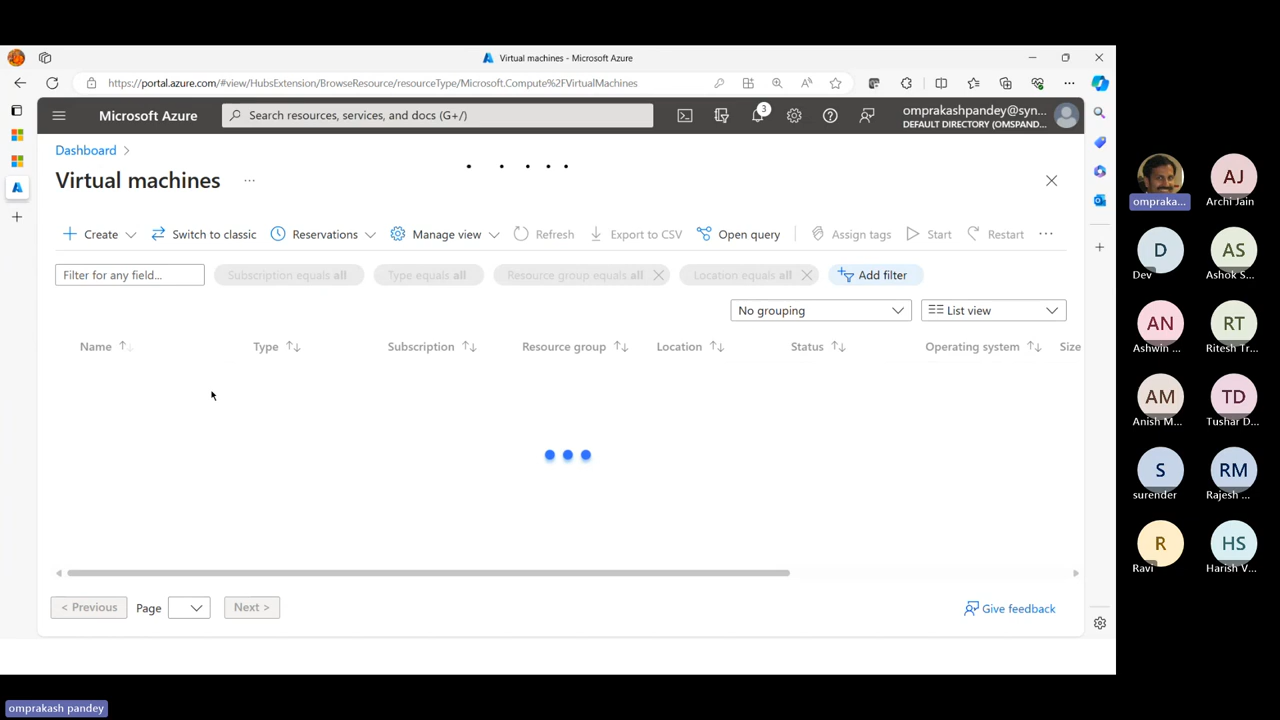 Virtual machines - Microsoft Azure
https://portal.azure.com/#view/HubsExtension/BrowseResource/resourceType/Microsoft.Compute%2FVirtualMachines
Microsoft Azure
Search resources, services, and docs (G+/)
3
omprakashpandey@syn...
DEFAULT DIRECTORY (OMSPAND...
Dashboard >
Virtual machines ...
Create
Switch to classic
Reservations
Manage view
Refresh
Export to CSV
Open query
Assign tags
Start
Restart
...
Filter for any field...
Subscription equals all
Type equals all
Resource group equals all
Location equals all
Add filter
No grouping
List view
Name
Type
Subscription
Resource group
Location
Status
Operating system
Size
< Previous
Page
Next >
Give feedback
ompraka...
AJ
Archi Jain
D
Dev
AS
Ashok S...
AN
Ashwin ...
RT
Ritesh Tr...
AM
Anish M...
TD
Tushar D...
S
surender
RM
Rajesh ...
R
Ravi
HS
Harish V...
omprakash pandey